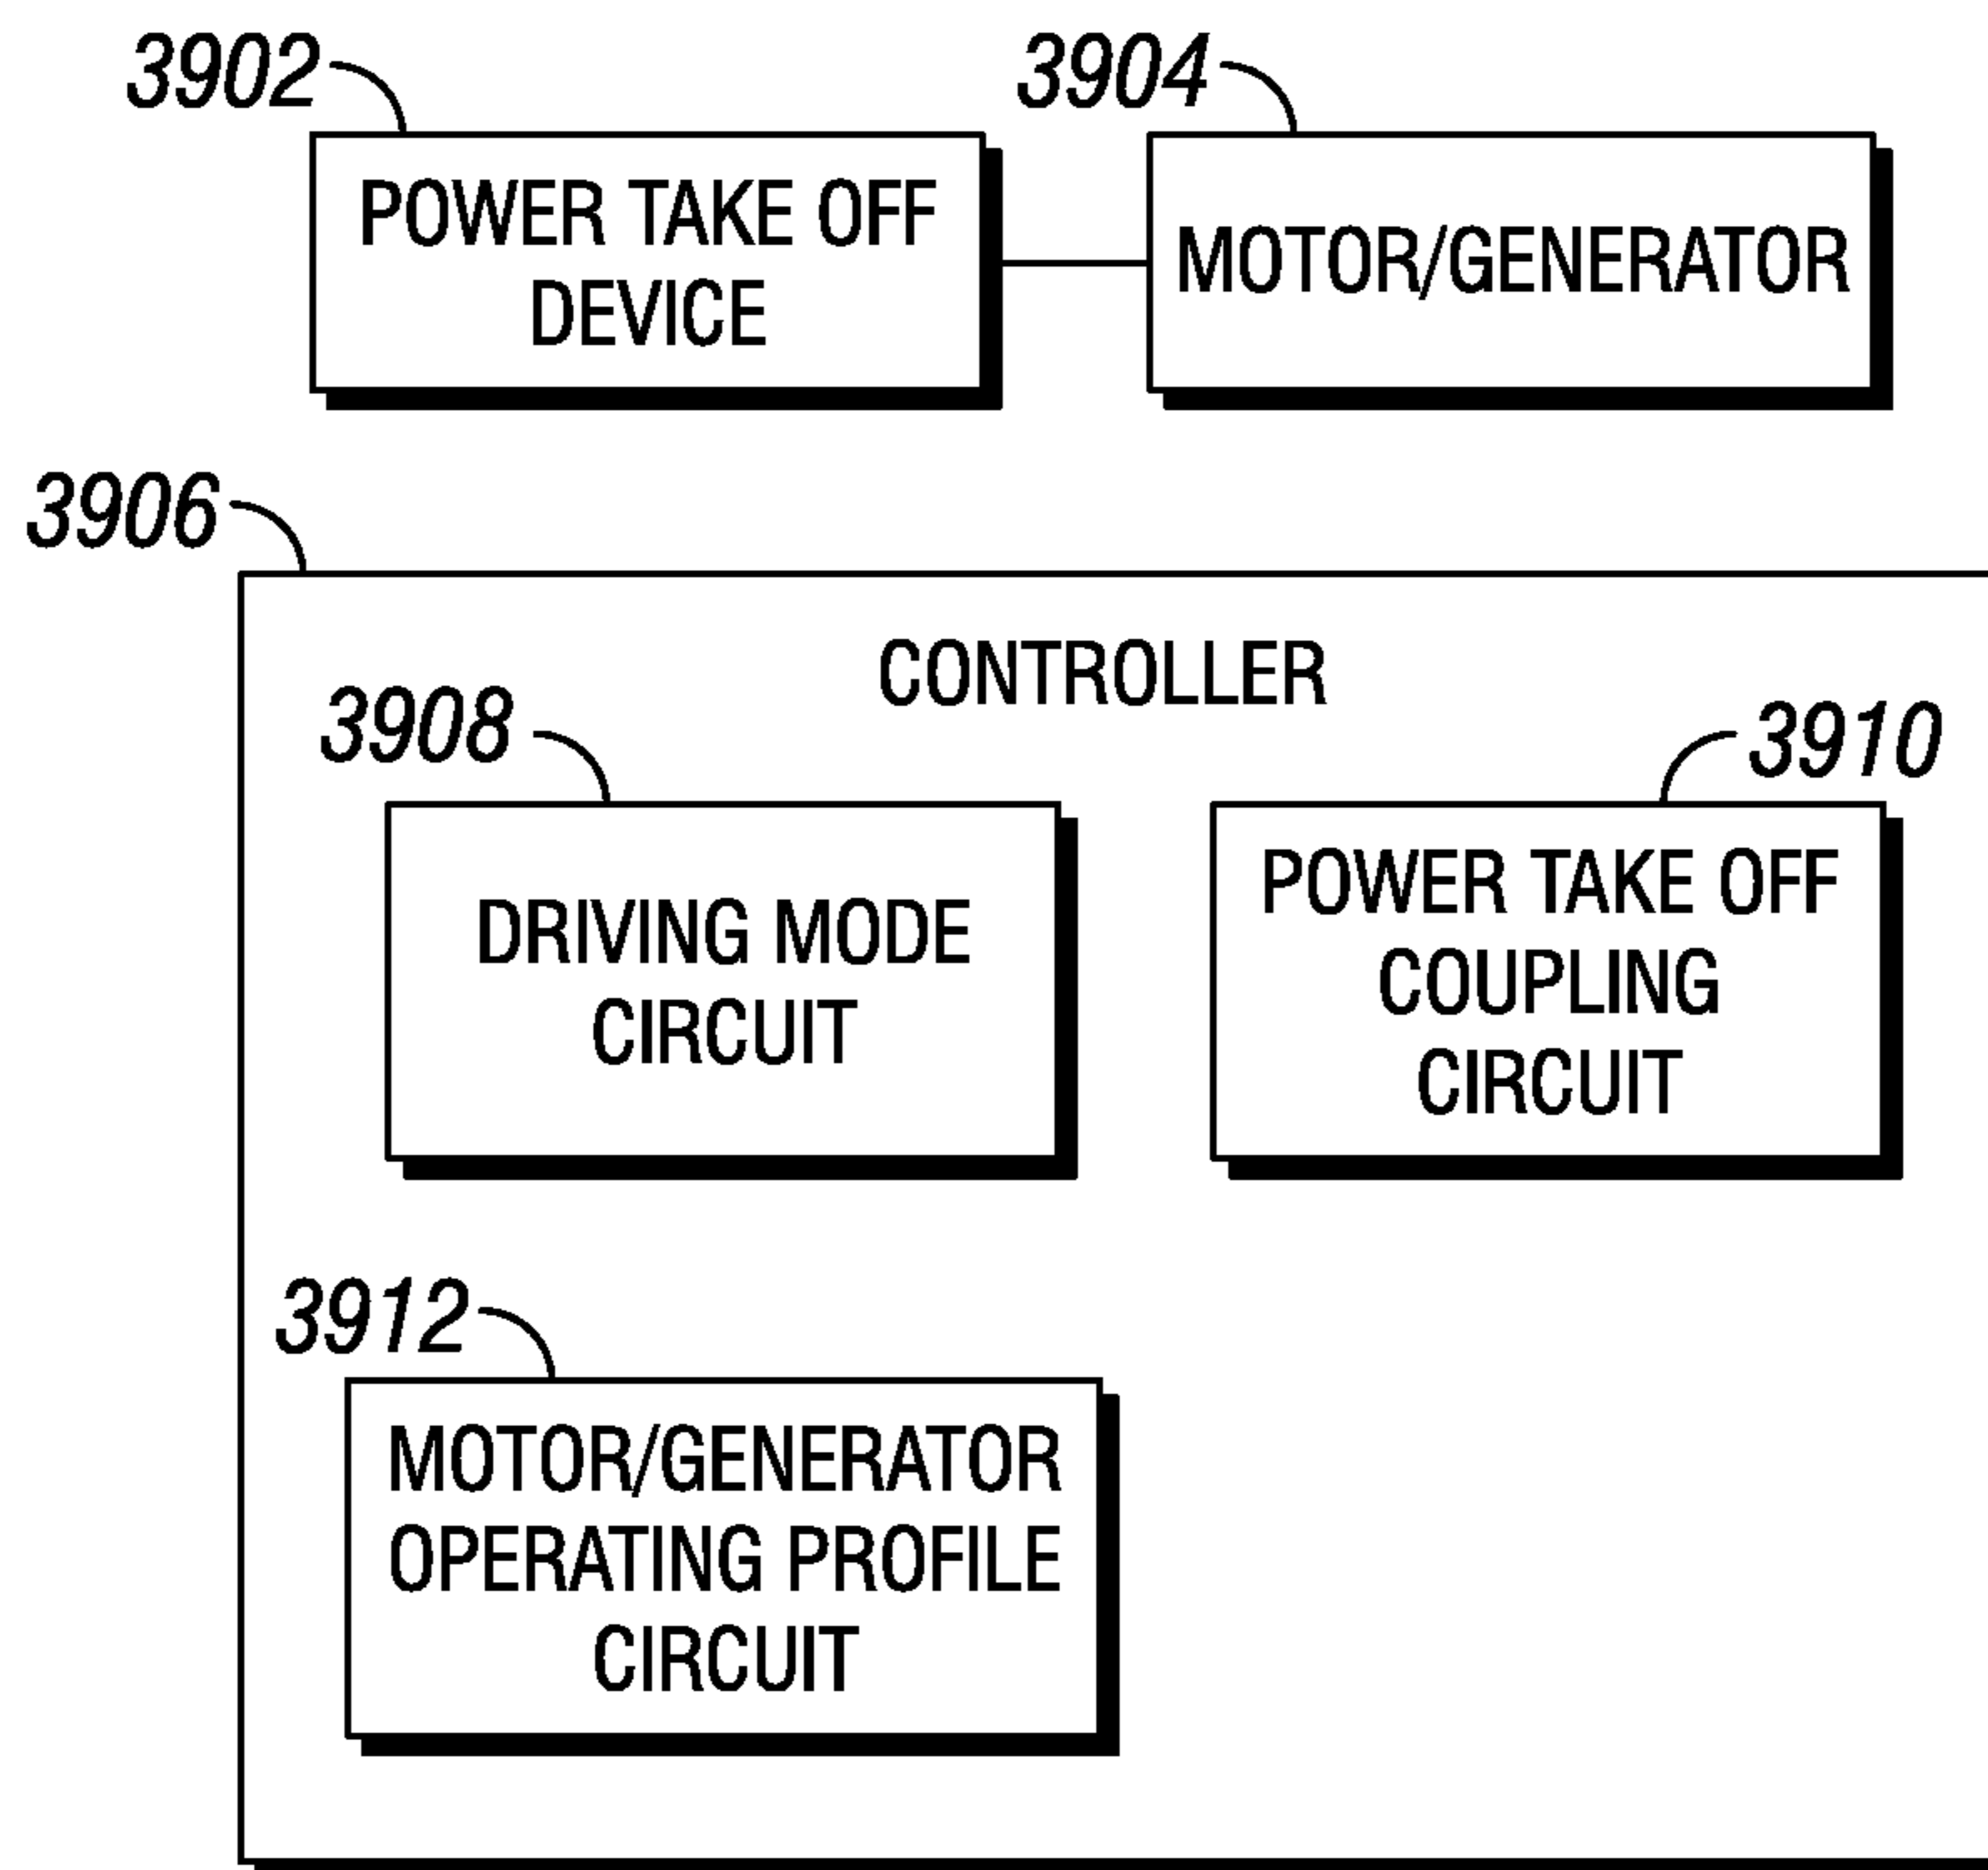 3902
3904
POWER TAKE OFF
DEVICE
MOTOR/GENERATOR
3906
CONTROLLER
3908
3910
DRIVING MODE
CIRCUIT
POWER TAKE OFF
COUPLING
CIRCUIT
3912
MOTOR/GENERATOR
OPERATING PROFILE
CIRCUIT